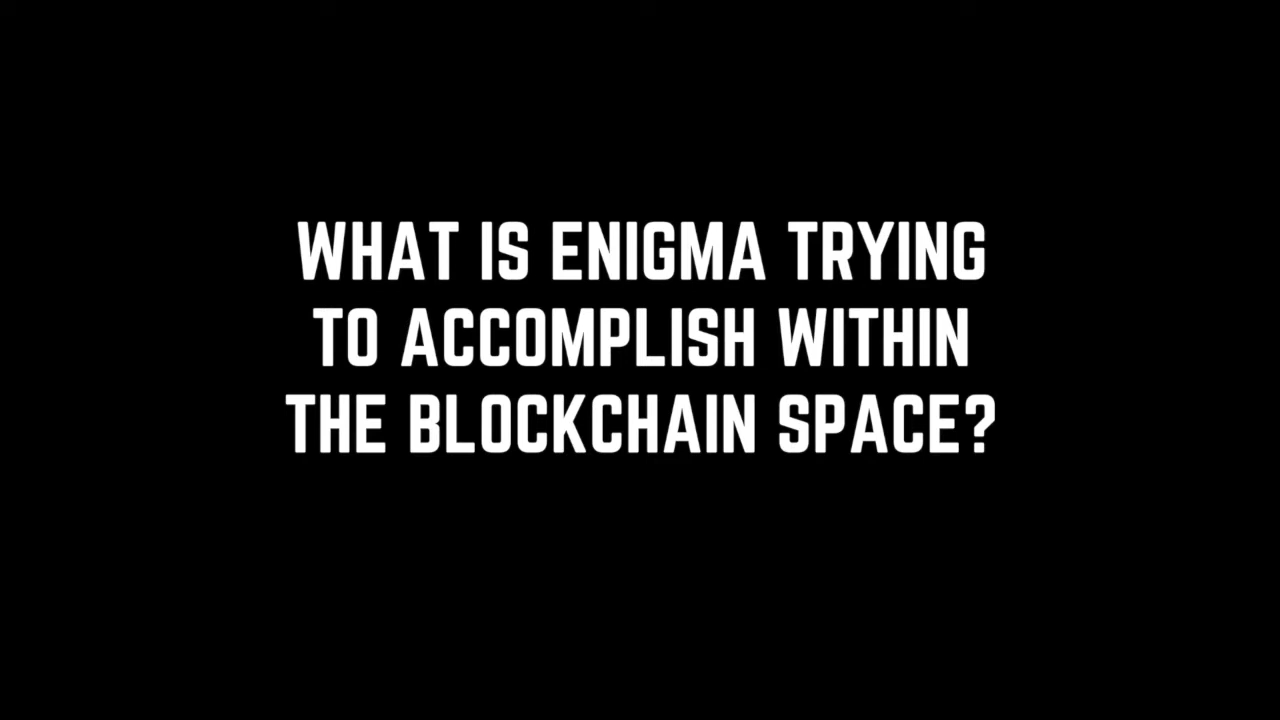 WHAT IS ENIGMA TRYING
TO ACCOMPLISH WITHIN
THE BLOCKCHAIN SPACE?